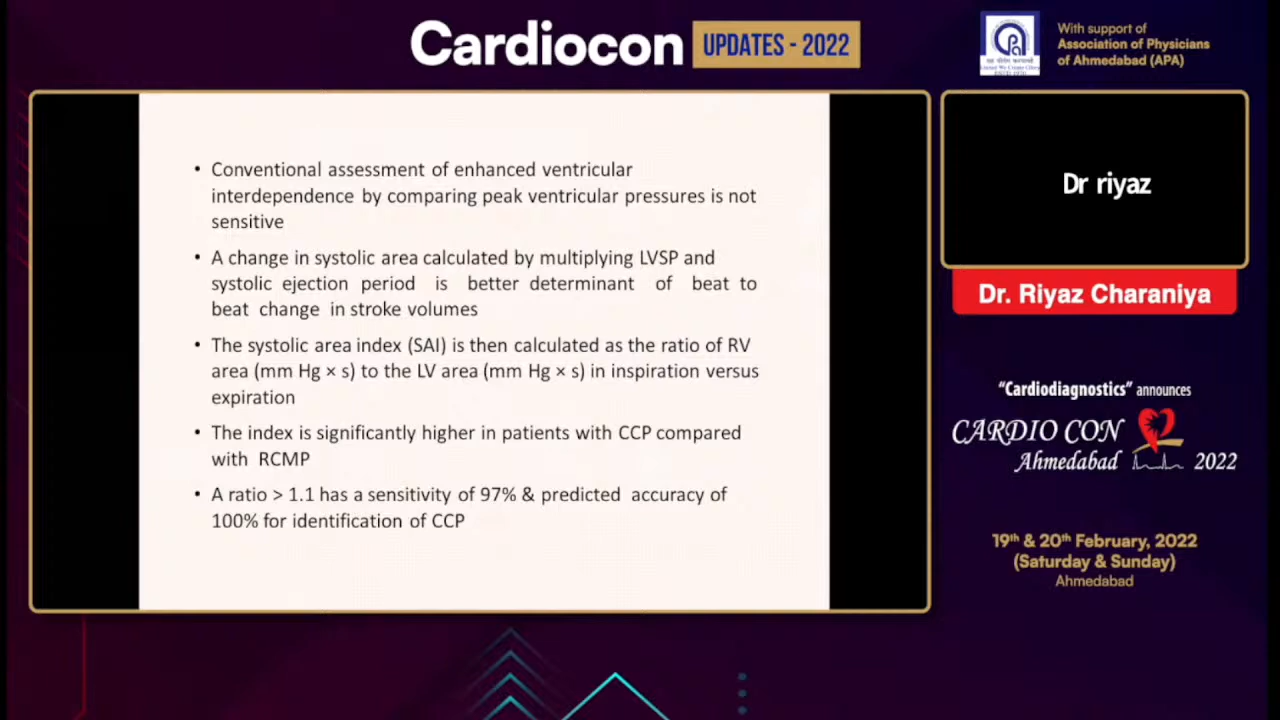 Cardiocon
UPDATES - 2022
With support of
Association of Physicians
of Ahmedabad (APA)
• Conventional assessment of enhanced ventricular
interdependence by comparing peak ventricular pressures is not
sensitive
• A change in systolic area calculated by multiplying LVSP and
systolic ejection period is better determinant of beat to
beat change in stroke volumes
• The systolic area index (SAI) is then calculated as the ratio of RV
area (mm Hg × s) to the LV area (mm Hg × s) in inspiration versus
expiration
• The index is significantly higher in patients with CCP compared
with RCMP
• A ratio > 1.1 has a sensitivity of 97% & predicted accuracy of
100% for identification of CCP
Dr riyaz
Dr. Riyaz Charaniya
“Cardiodiagnostics” announces
CARDIO CON
Ahmedabad 2022
19th & 20th February, 2022
(Saturday & Sunday)
Ahmedabad